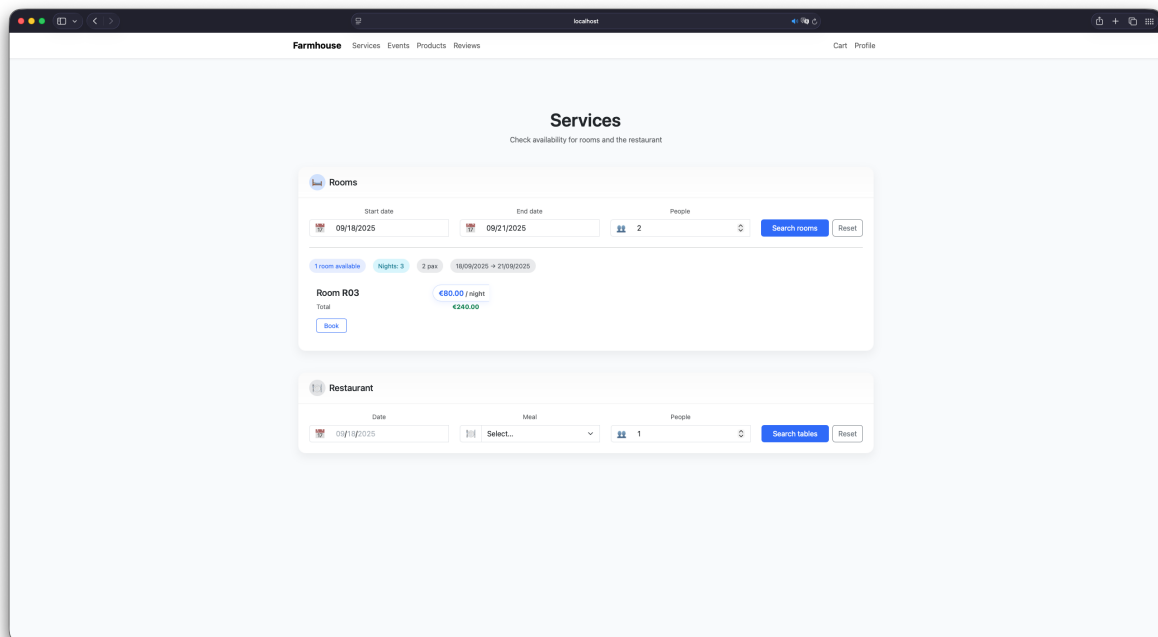 localhost
Farmhouse Services Events Products Reviews Cart Profile
Services
Check availability for rooms and the restaurant
Rooms
Start date End date People
09/18/2025 09/21/2025 2 Search rooms Reset
1 room available Nights: 3 2 pax 18/09/2025 → 21/09/2025
Room R03 €80.00 / night
Total €240.00
Book
Restaurant
Date Meal People
09/18/2025 Select... 1 Search tables Reset